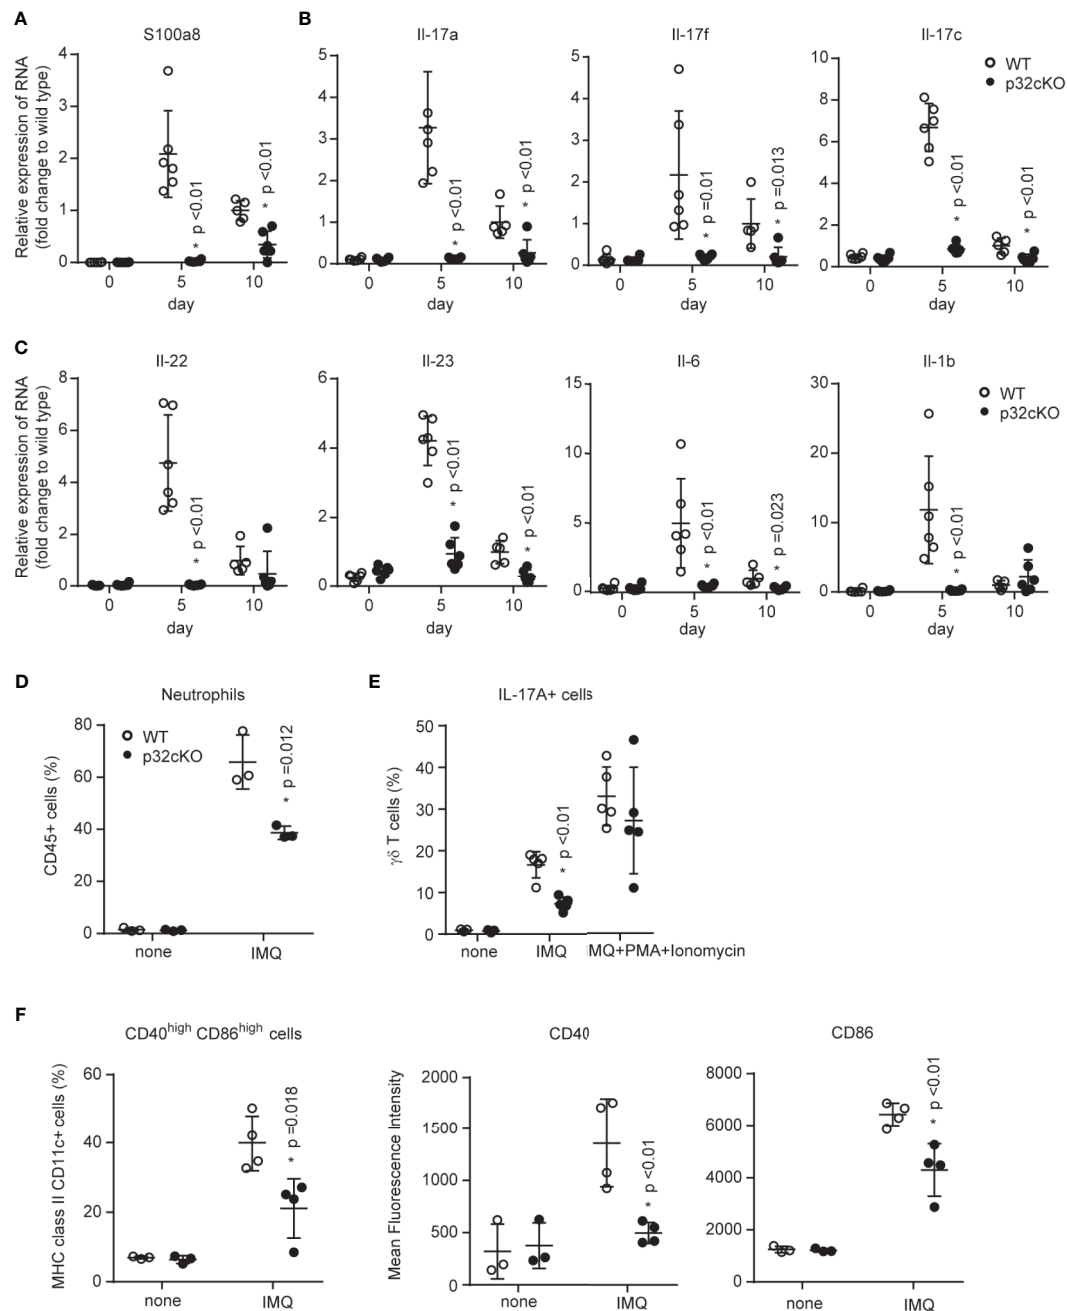 A
B
S100a8
Il-17a
Il-17f
Il-17c
Relative expression of RNA
(fold change to wild type)
4
3
2
1
0
* p <0.01
* p <0.01
0 5 10
day
5
4
3
2
1
0
* p <0.01
* p <0.01
0 5 10
day
5
4
3
2
1
0
* p =0.01
* p =0.013
0 5 10
day
10
8
6
4
2
0
* p <0.01
* p <0.01
0 5 10
day
WT
p32cKO
C
Il-22
Il-23
Il-6
Il-1b
Relative expression of RNA
(fold change to wild type)
8
6
4
2
0
* p <0.01
0 5 10
day
6
4
2
0
* p <0.01
* p <0.01
0 5 10
day
15
10
5
0
* p <0.01
* p =0.023
0 5 10
day
30
20
10
0
* p <0.01
0 5 10
day
WT
p32cKO
D
Neutrophils
CD45+ cells (%)
80
60
40
20
0
WT
p32cKO
* p =0.012
none IMQ
E
IL-17A+ cells
γδ T cells (%)
50
40
30
20
10
0
* p <0.01
none IMQ MQ+PMA+Ionomycin
F
CD40high CD86high cells
MHC class II CD11c+ cells (%)
60
40
20
0
* p =0.018
none IMQ
CD40
Mean Fluorescence Intensity
2000
1500
1000
500
0
* p <0.01
none IMQ
CD86
8000
6000
4000
2000
0
* p <0.01
none IMQ